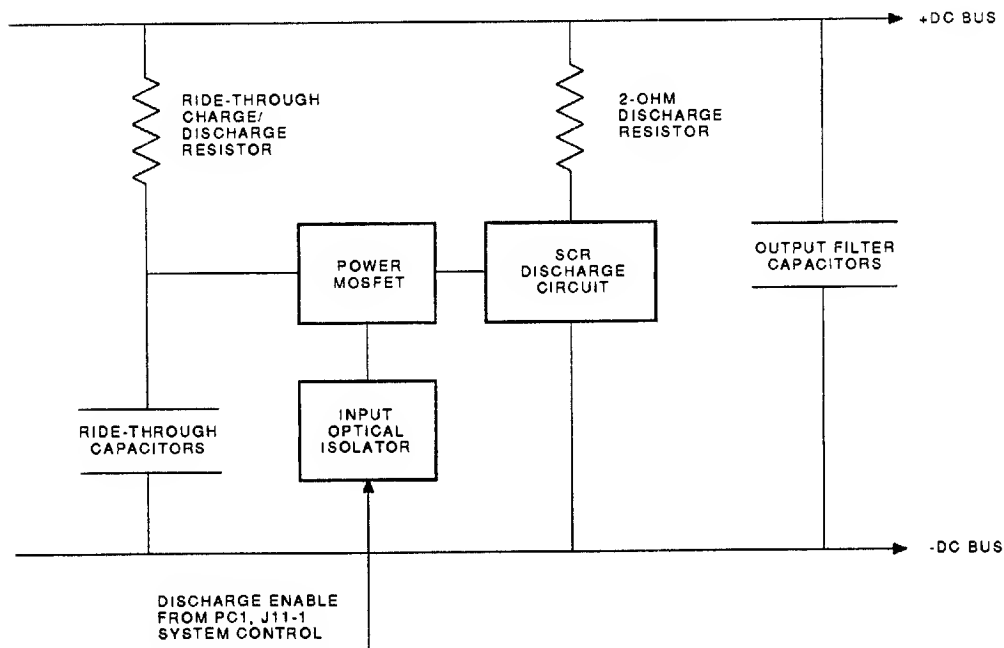 +DC BUS
RIDE-THROUGH
CHARGE/
DISCHARGE
RESISTOR
2-OHM
DISCHARGE
RESISTOR
POWER
MOSFET
SCR
DISCHARGE
CIRCUIT
OUTPUT FILTER
CAPACITORS
RIDE-THROUGH
CAPACITORS
INPUT
OPTICAL
ISOLATOR
-DC BUS
DISCHARGE ENABLE
FROM PC1, J11-1
SYSTEM CONTROL